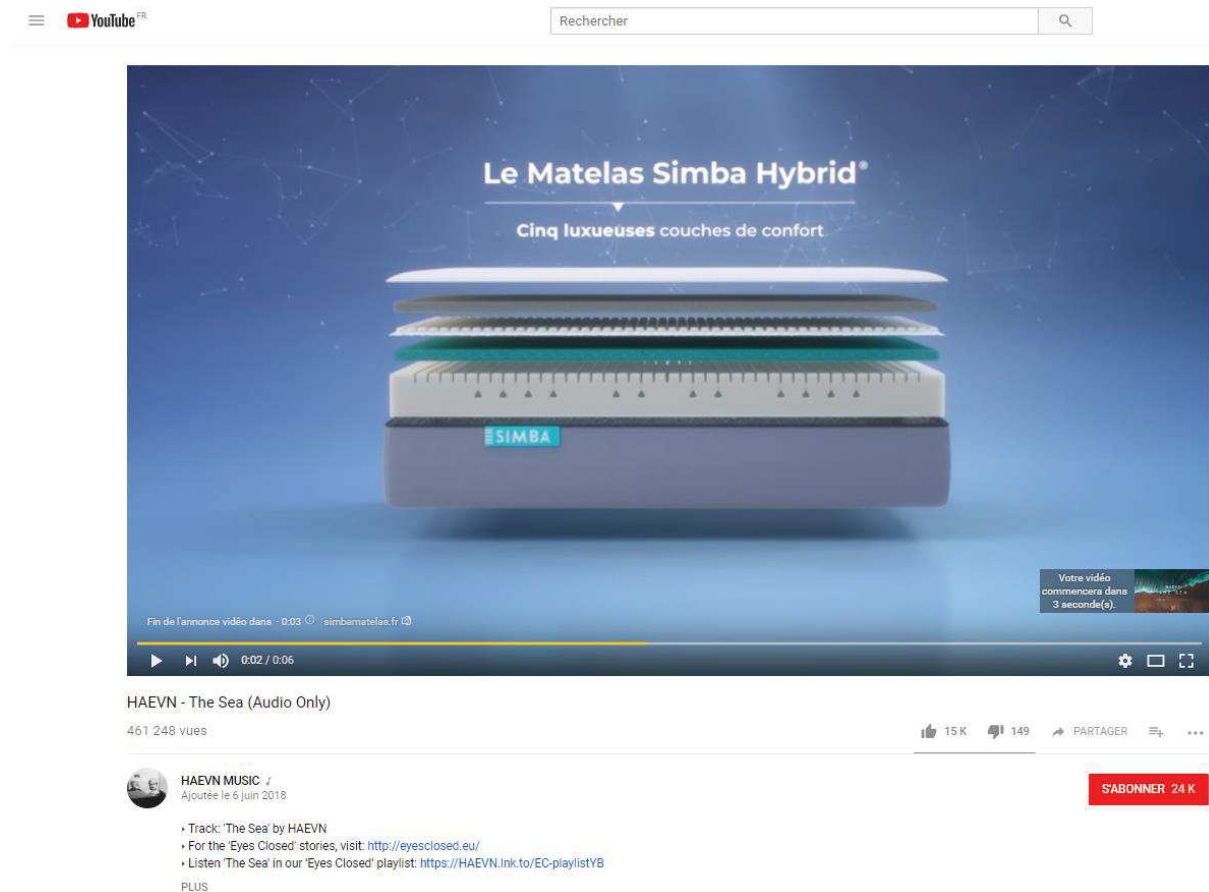 YouTube FR
Rechercher
Le Matelas Simba Hybrid®
Cinq luxueuses couches de confort
SIMBA
Votre vidéo
commencera dans
3 seconde(s).
Fin de l'annonce vidéo dans - 0:03 simbamatelas.fr
0:02 / 0:06
HAEVN - The Sea (Audio Only)
461 248 vues
15 K 149 PARTAGER
HAEVN MUSIC
Ajoutée le 6 juin 2018
S'ABONNER 24 K
› Track: 'The Sea' by HAEVN
› For the 'Eyes Closed' stories, visit: http://eyesclosed.eu/
› Listen 'The Sea' in our 'Eyes Closed' playlist: https://HAEVN.lnk.to/EC-playlistYB
PLUS